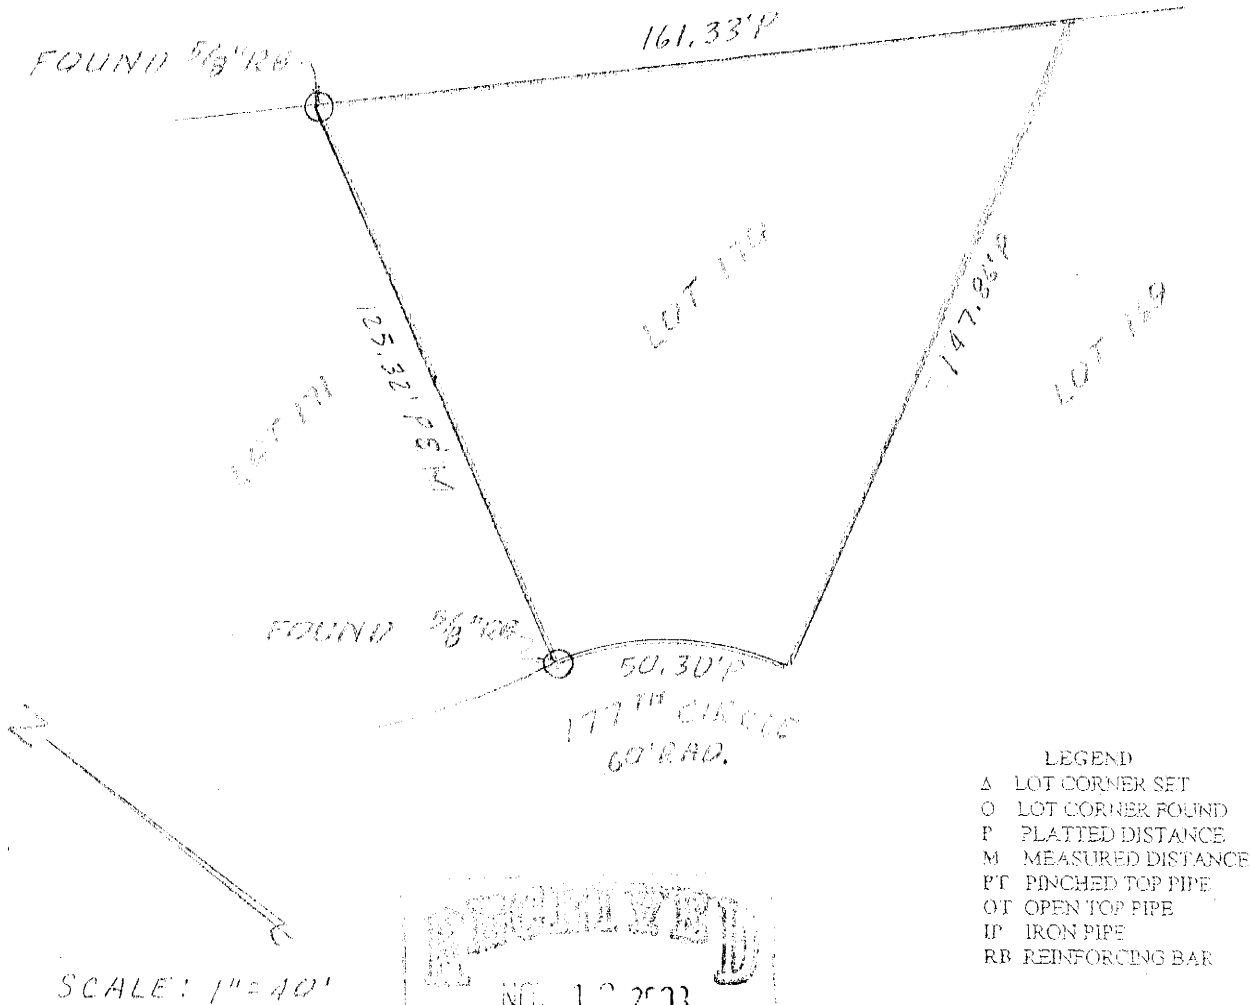 161.33'P
FOUND 5/8"RB
LOT 170
147.86'P
125.32' P & M
LOT 171
LOT 169
FOUND 5/8"RB
50.30'P
177TH CIRCLE
60'RAD.
N
LEGEND
Δ LOT CORNER SET
O LOT CORNER FOUND
P PLATTED DISTANCE
M MEASURED DISTANCE
PT PINCHED TOP PIPE
OT OPEN TOP PIPE
IP IRON PIPE
RB REINFORCING BAR
RECEIVED
SCALE: 1"=40'